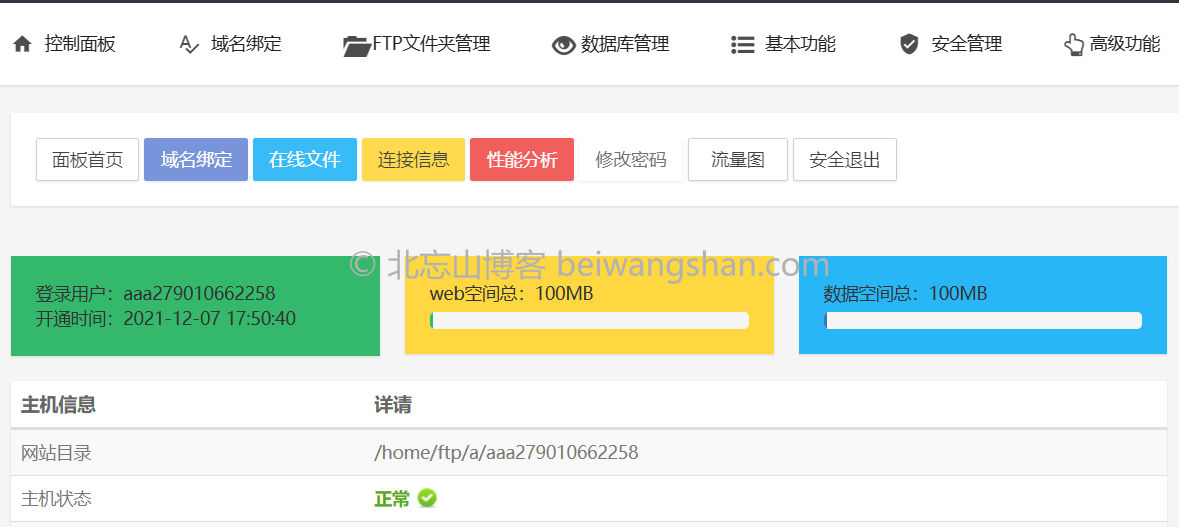 控制面板 域名绑定 FTP文件夹管理 数据库管理 基本功能 安全管理 高级功能
面板首页 域名绑定 在线文件 连接信息 性能分析 修改密码 流量图 安全退出
© 北忘山博客 beiwangshan.com
登录用户：aaa279010662258
开通时间：2021-12-07 17:50:40
web空间总：100MB
数据空间总：100MB
主机信息 详请
网站目录 /home/ftp/a/aaa279010662258
主机状态 正常